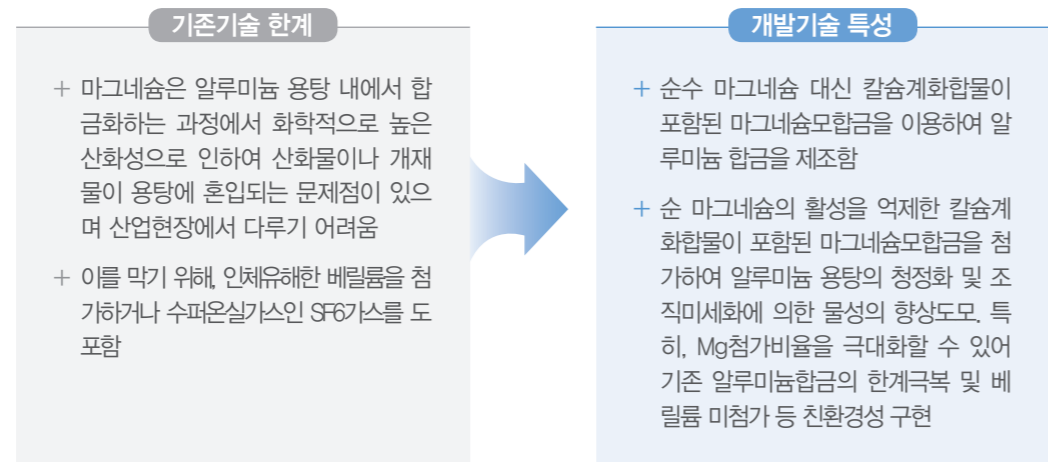 기존기술 한계
+ 마그네슘은 알루미늄 용탕 내에서 합
금화하는 과정에서 화학적으로 높은
산화성으로 인하여 산화물이나 개재
물이 용탕에 혼입되는 문제점이 있으
며 산업현장에서 다루기 어려움
+ 이를 막기 위해, 인체유해한 베릴륨을 첨
가하거나 수퍼온실가스인 SF6가스를 도
포함
개발기술 특성
+ 순수 마그네슘 대신 칼슘계화합물이
포함된 마그네슘모합금을 이용하여 알
루미늄 합금을 제조함
+ 순 마그네슘의 활성을 억제한 칼슘계
화합물이 포함된 마그네슘모합금을 첨
가하여 알루미늄 용탕의 청정화 및 조
직미세화에 의한 물성의 향상도모. 특
히, Mg첨가비율을 극대화할 수 있어
기존 알루미늄합금의 한계극복 및 베
릴륨 미첨가 등 친환경성 구현